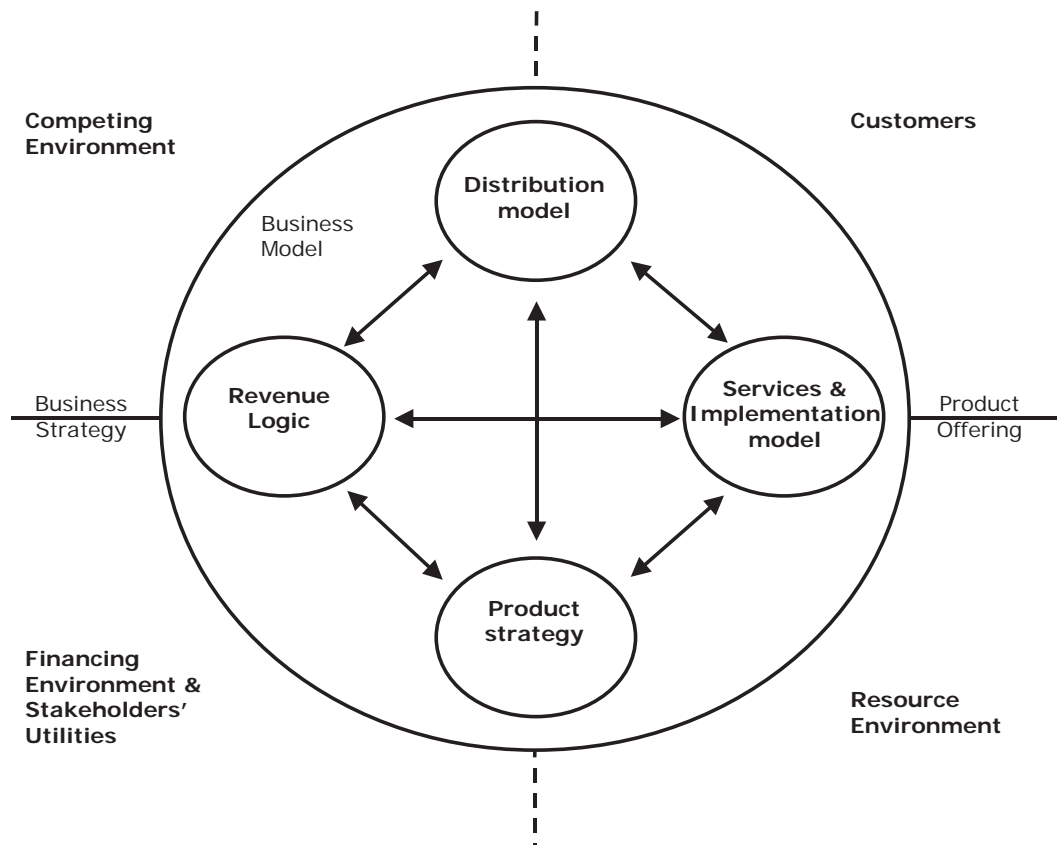 Competing
Environment
Customers
Distribution
model
Business
Model
Revenue
Logic
Services &
Implementation
model
Business
Strategy
Product
Offering
Product
strategy
Financing
Environment &
Stakeholders’
Utilities
Resource
Environment